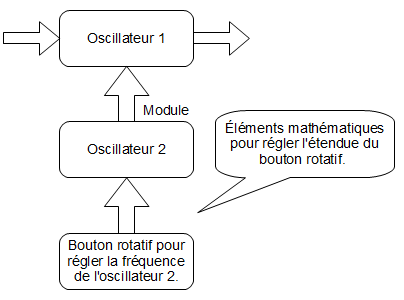 Oscillateur 1
Module
Oscillateur 2
Éléments mathématiques
pour régler l'étendue du
bouton rotatif.
Bouton rotatif pour
régler la fréquence
de l'oscillateur 2.